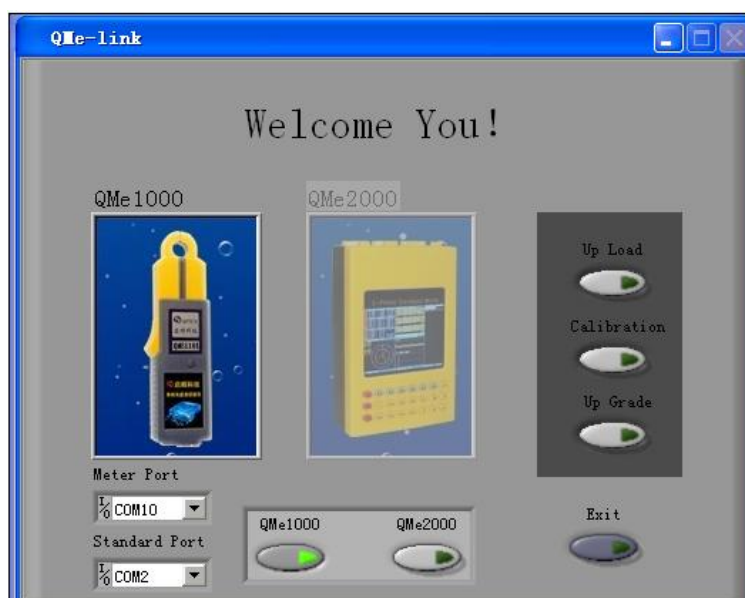 QMe-link
Welcome You!
QMe1000
QMe2000
Up Load
Calibration
Up Grade
Meter Port
COM10
Standard Port
COM2
QMe1000
QMe2000
Exit